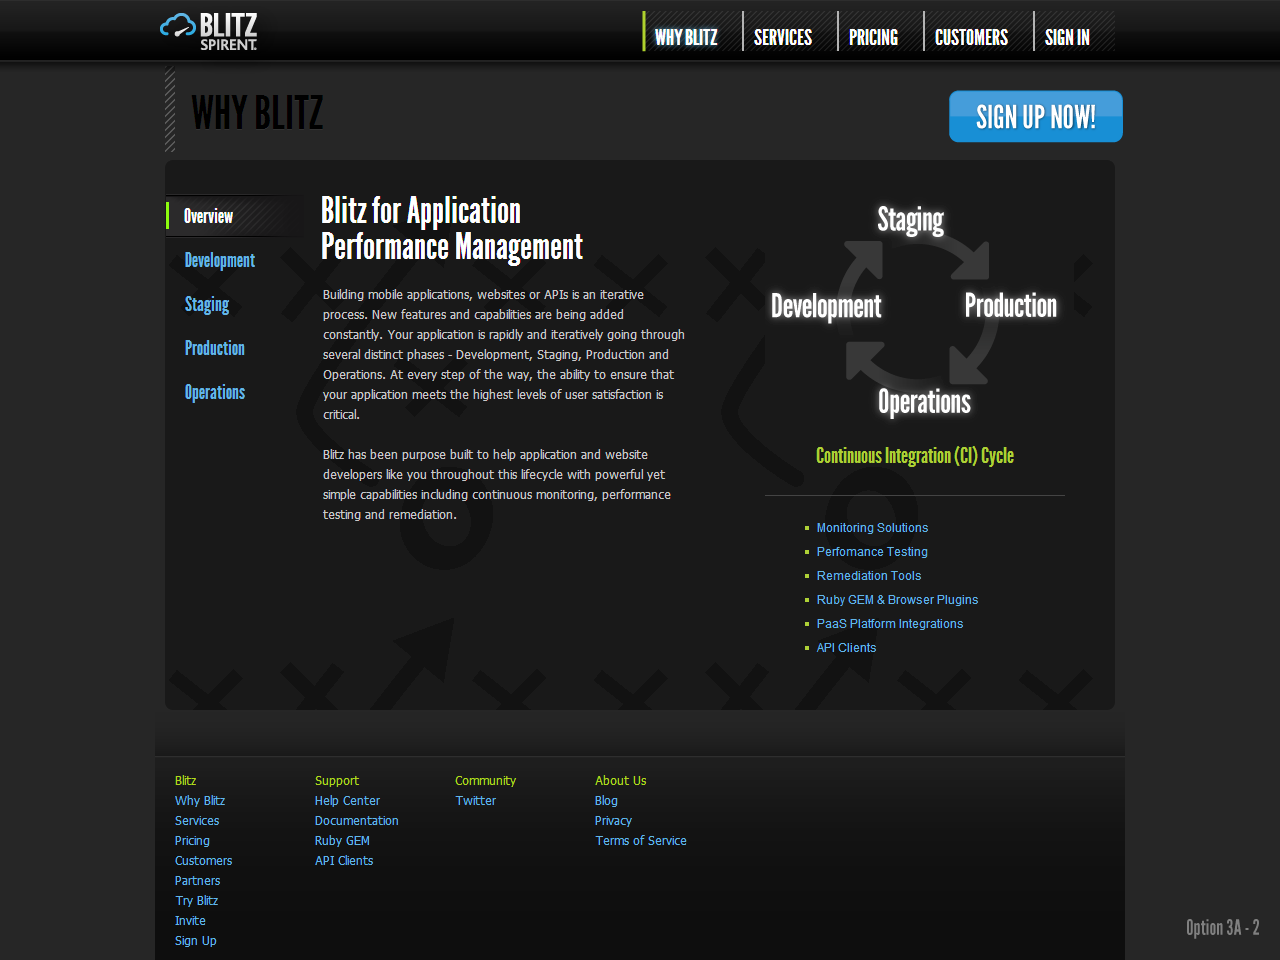 BLITZ
SPIRENT
WHY BLITZ
SERVICES
PRICING
CUSTOMERS
SIGN IN
WHY BLITZ
SIGN UP NOW!
Overview
Development
Staging
Production
Operations
Blitz for Application
Performance Management
Building mobile applications, websites or APIs is an iterative
process. New features and capabilities are being added
constantly. Your application is rapidly and iteratively going through
several distinct phases - Development, Staging, Production and
Operations. At every step of the way, the ability to ensure that
your application meets the highest levels of user satisfaction is
critical.
Blitz has been purpose built to help application and website
developers like you throughout this lifecycle with powerful yet
simple capabilities including continuous monitoring, performance
testing and remediation.
Staging
Development
Production
Operations
Continuous Integration (CI) Cycle
Monitoring Solutions
Perfomance Testing
Remediation Tools
Ruby GEM & Browser Plugins
PaaS Platform Integrations
API Clients
Blitz
Why Blitz
Services
Pricing
Customers
Partners
Try Blitz
Invite
Sign Up
Support
Help Center
Documentation
Ruby GEM
API Clients
Community
Twitter
About Us
Blog
Privacy
Terms of Service
Option 3A - 2